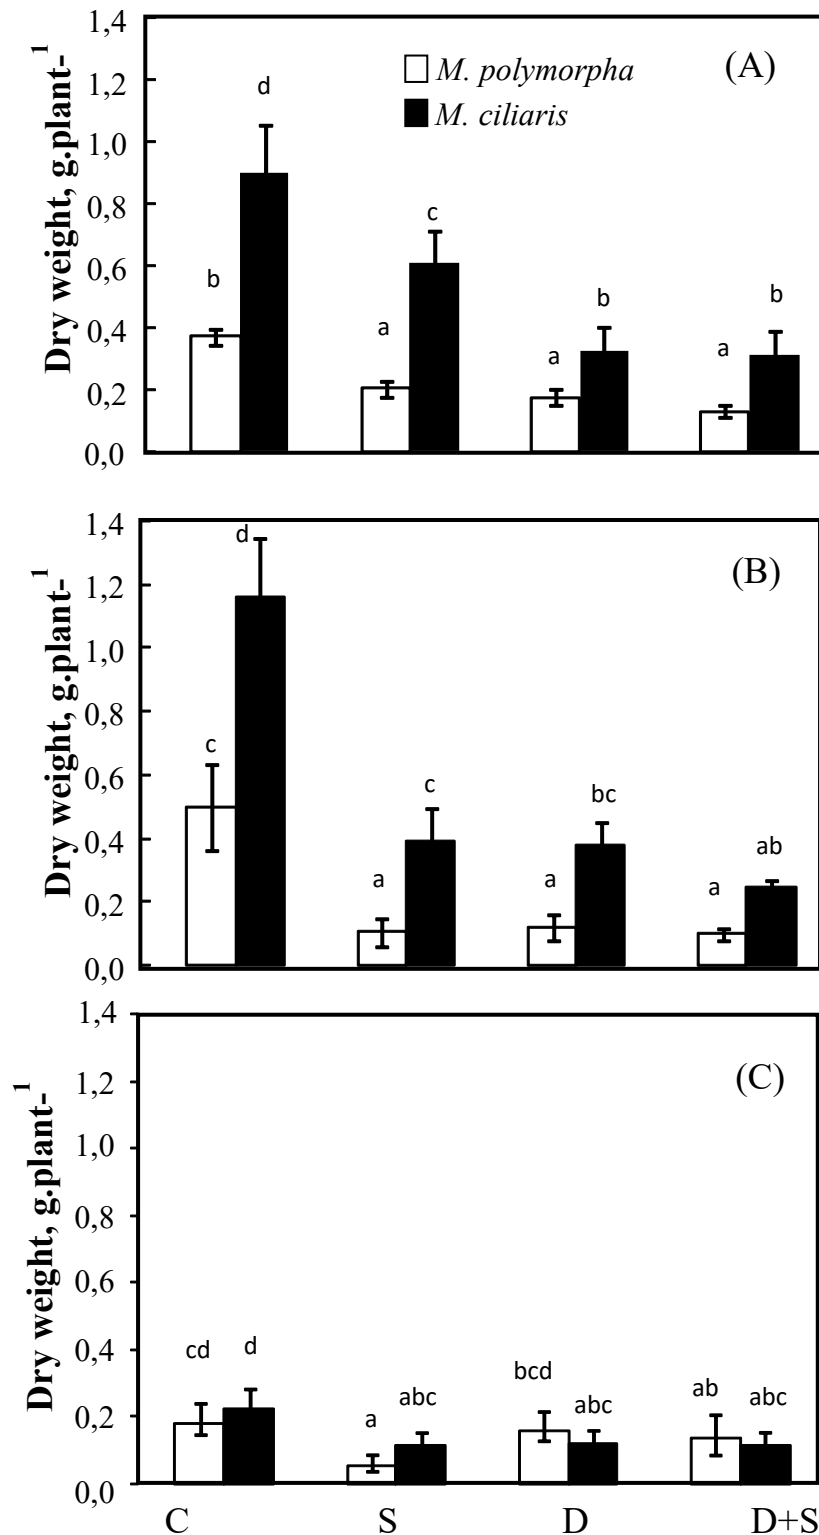 1,4
1,2
1,0
0,8
0,6
0,4
0,2
0,0
Dry weight, g.plant-1
M. polymorpha
M. ciliaris
(A)
b
d
a
c
a
b
a
b
1,4
1,2
1,0
0,8
0,6
0,4
0,2
0,0
Dry weight, g.plant-1
(B)
c
d
a
c
a
bc
a
ab
1,4
1,2
1,0
0,8
0,6
0,4
0,2
0,0
Dry weight, g.plant-1
(C)
cd
d
a
abc
bcd
abc
ab
abc
C S D D+S